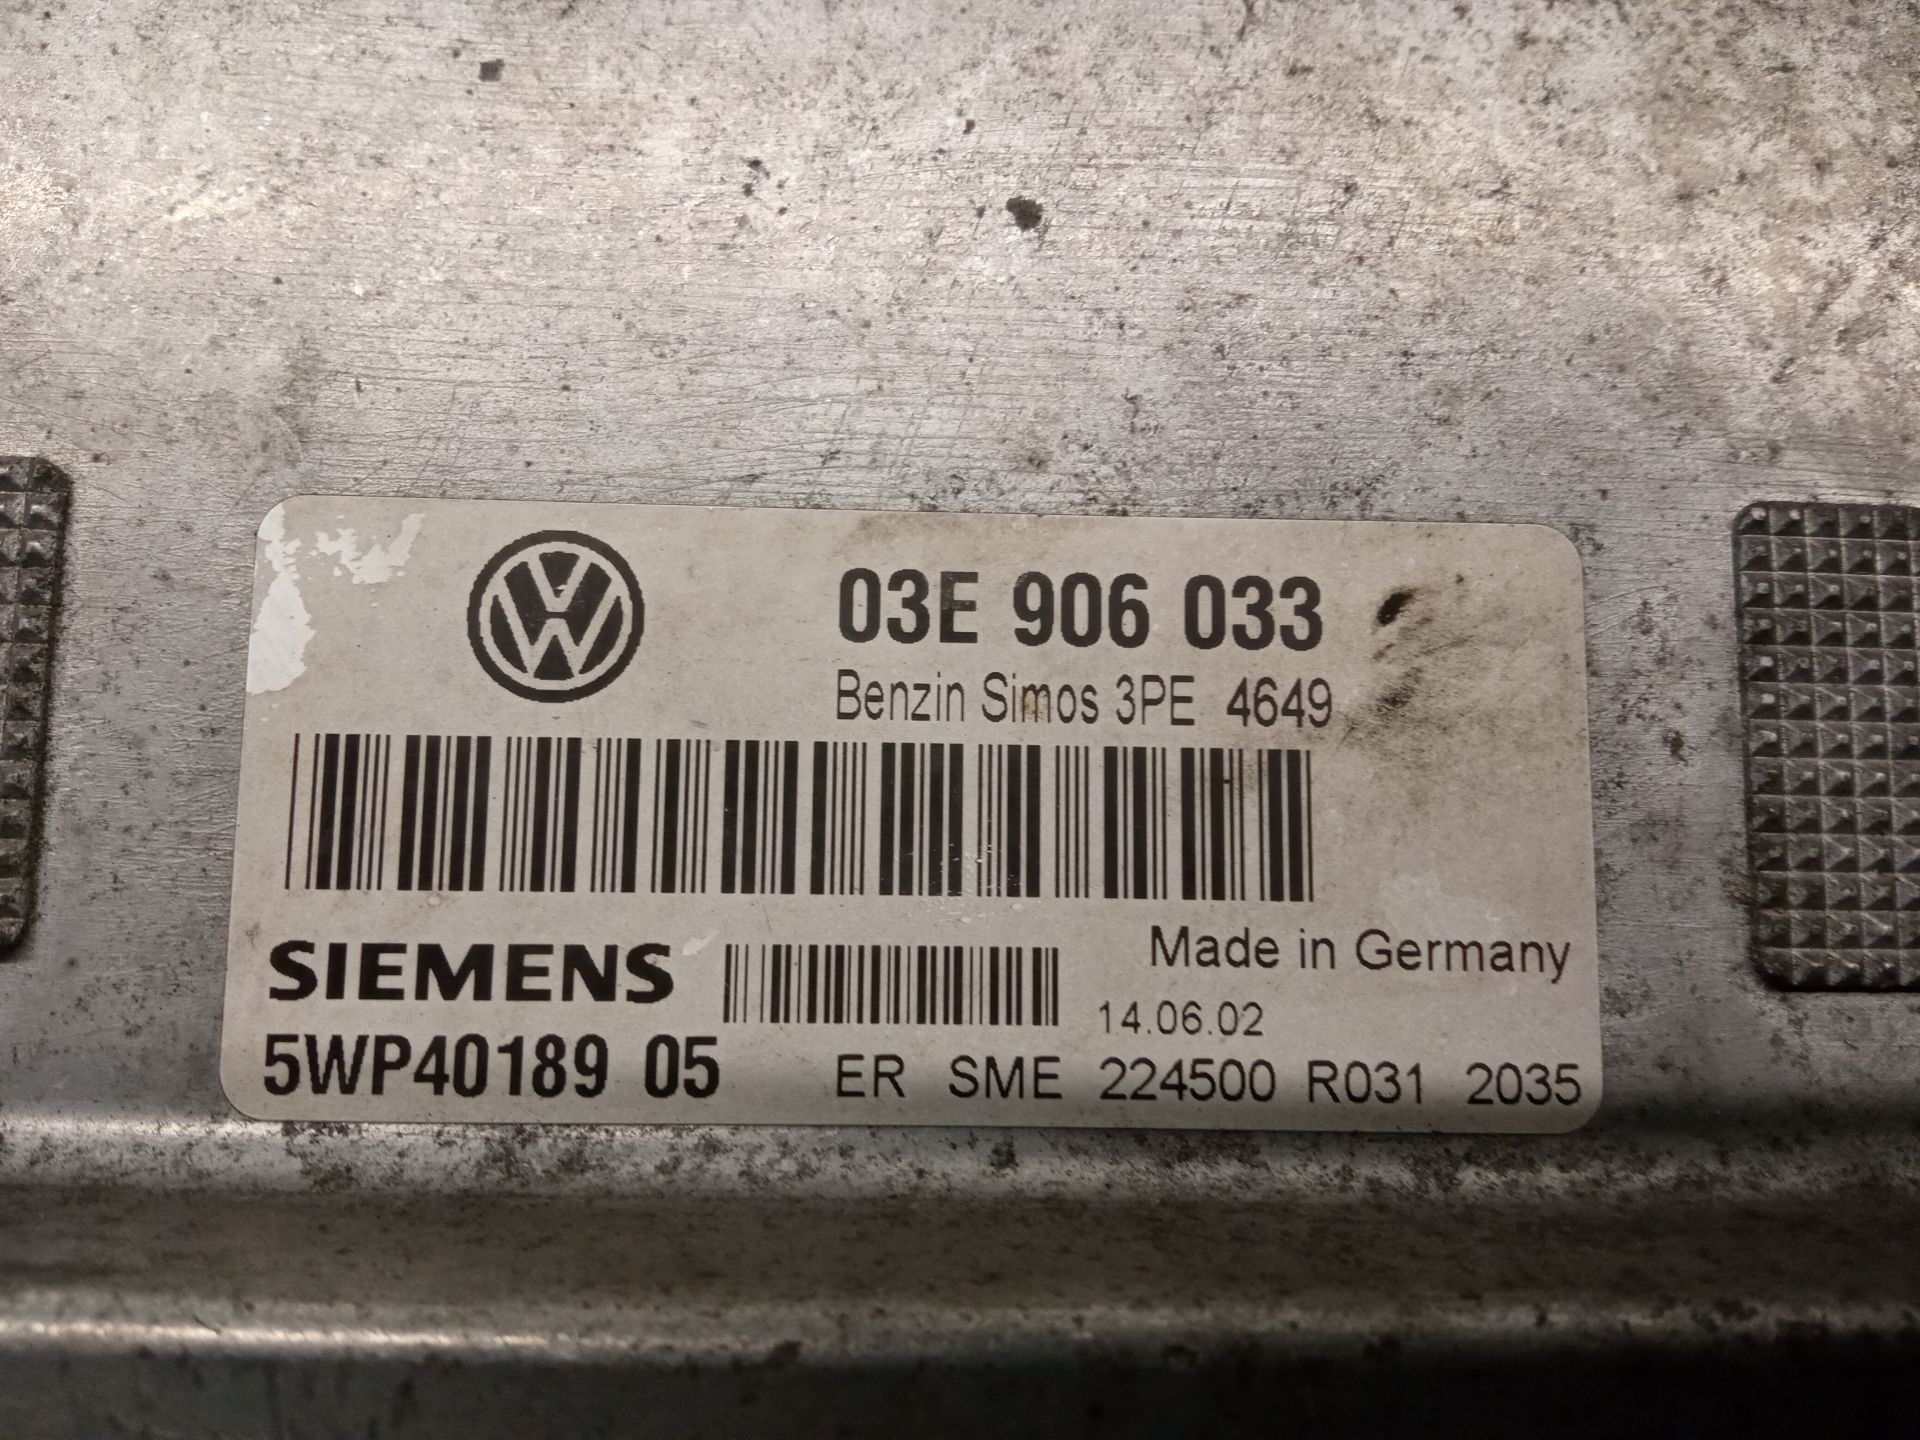 03E 906 033
Benzin Simos 3PE 4649
SIEMENS
Made in Germany
14.06.02
5WP40189 05
ER SME 224500 R031 2035